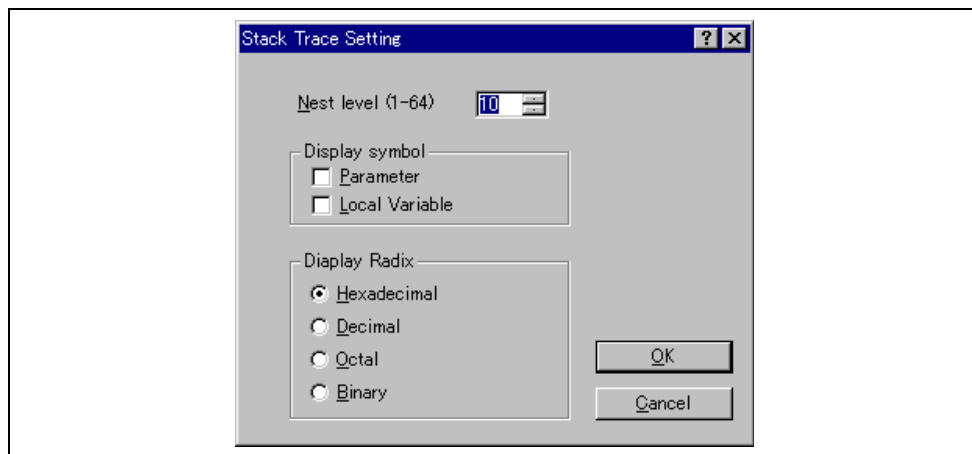 Stack Trace Setting
Nest level (1-64) 10
Display symbol
Parameter
Local Variable
Diaplay Radix
Hexadecimal
Decimal
Octal
Binary
OK
Cancel